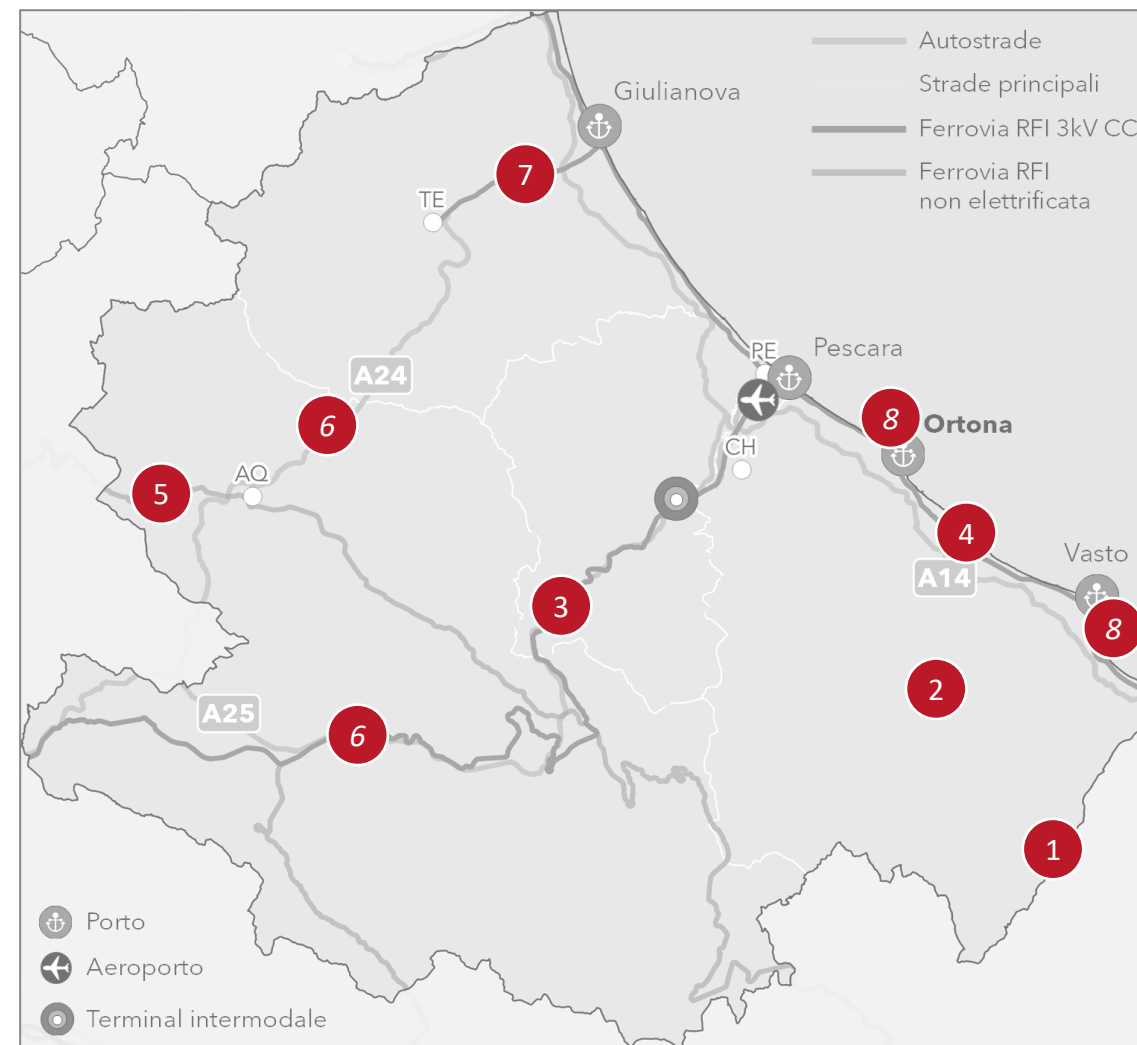 Autostrade
Giulianova
Strade principali
Ferrovia RFI 3kV CC
7
Ferrovia RFI
non elettrificata
TE
PE
Pescara
A24
6
8
Ortona
CH
AQ
5
4
Vasto
A14
3
8
2
A25
6
1
Porto
Aeroporto
Terminal intermodale